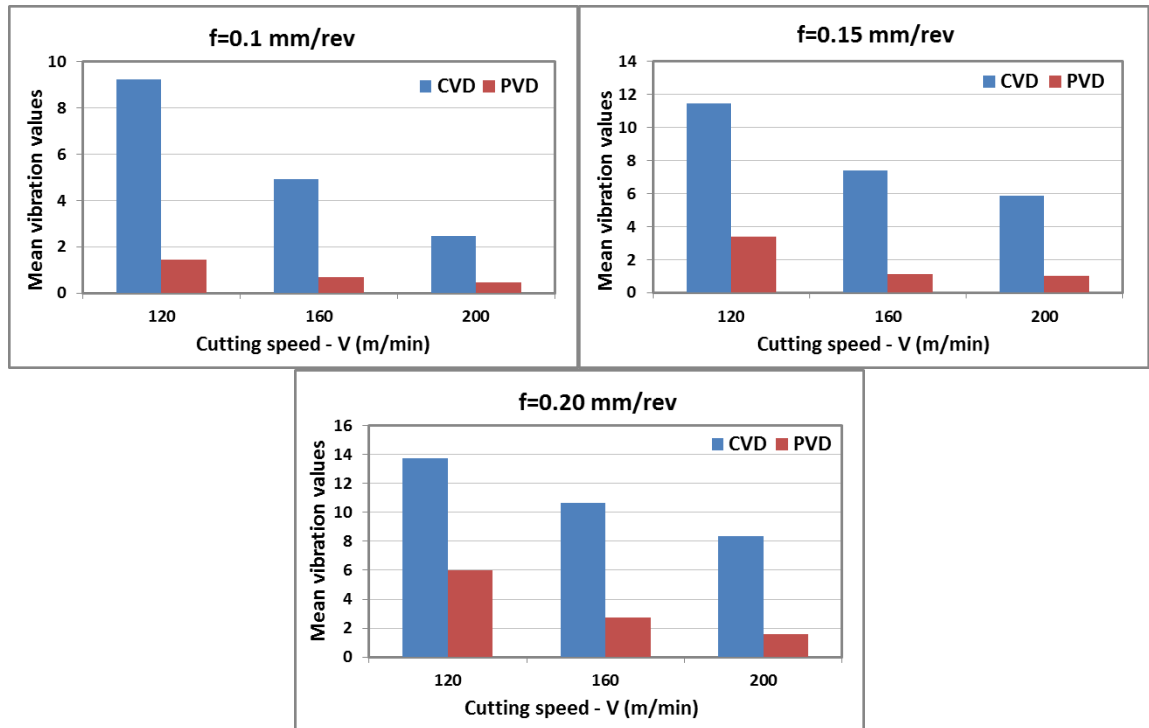 f=0.1 mm/rev
CVD PVD
Mean vibration values
10
8
6
4
2
0
120 160 200
Cutting speed - V (m/min)
f=0.15 mm/rev
CVD PVD
Mean vibration values
14
12
10
8
6
4
2
0
120 160 200
Cutting speed - V (m/min)
f=0.20 mm/rev
CVD PVD
Mean vibration values
16
14
12
10
8
6
4
2
0
120 160 200
Cutting speed - V (m/min)